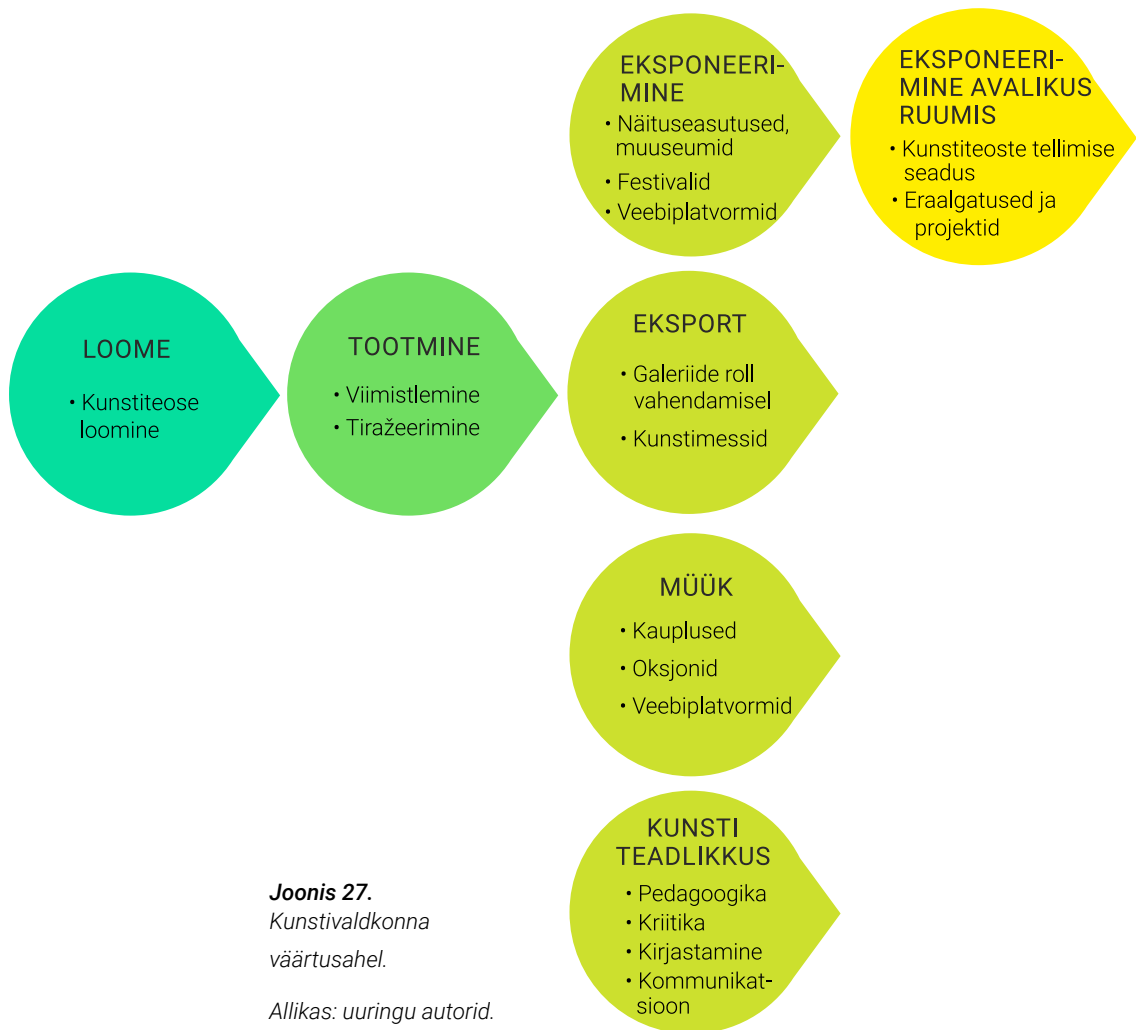 EKSPONEERI-
MINE
• Näituseasutused,
muuseumid
• Festivalid
• Veebiplatvormid
EKSPONEERI-
MINE AVALIKUS
RUUMIS
• Kunstiteoste tellimise
seadus
• Eraalgatused ja
projektid
LOOME
• Kunstiteose
loomine
TOOTMINE
• Viimistlemine
• Tiražeerimine
EKSPORT
• Galeriide roll
vahendamisel
• Kunstimessid
MÜÜK
• Kauplused
• Oksjonid
• Veebiplatvormid
KUNSTI
TEADLIKKUS
• Pedagoogika
• Kriitika
• Kirjastamine
• Kommunikat-
sioon
Joonis 27.
Kunstivaldkonna
väärtusahel.
Allikas: uuringu autorid.